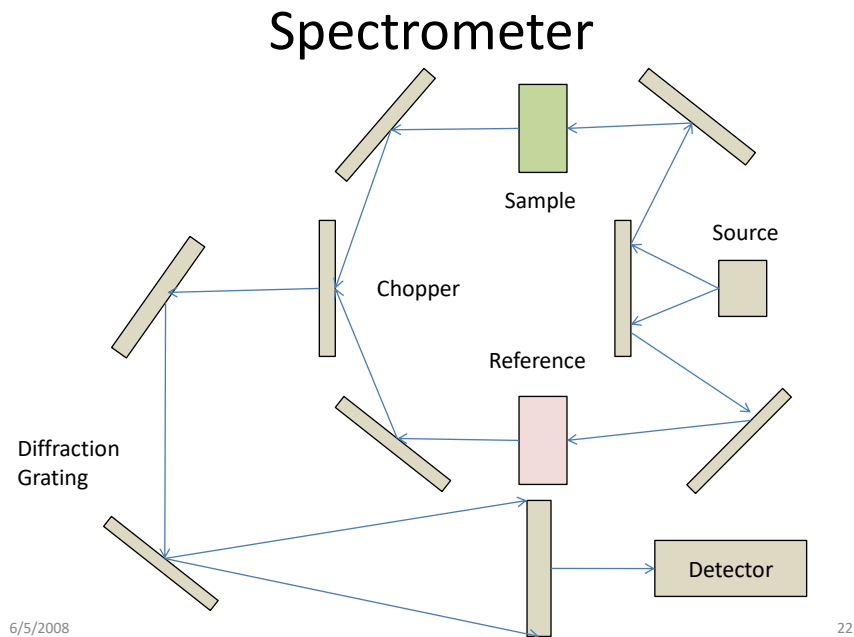 Spectrometer
Sample
Source
Chopper
Reference
Diffraction
Grating
Detector
6/5/2008
22